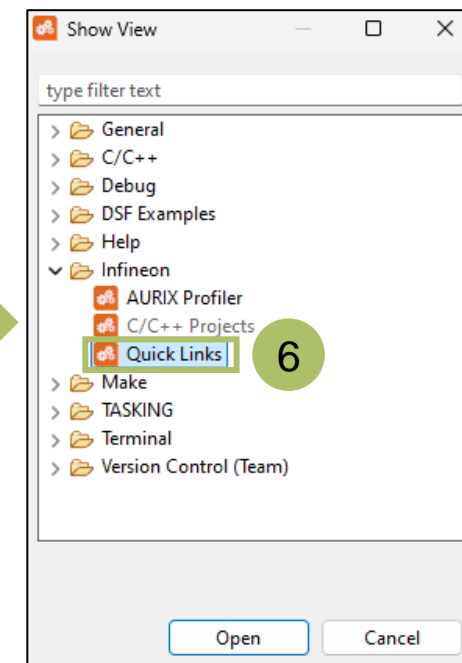 Show View
type filter text
General
C/C++
Debug
DSF Examples
Help
Infineon
AURIX Profiler
C/C++ Projects
Quick Links
6
Make
TASKING
Terminal
Version Control (Team)
Open Cancel